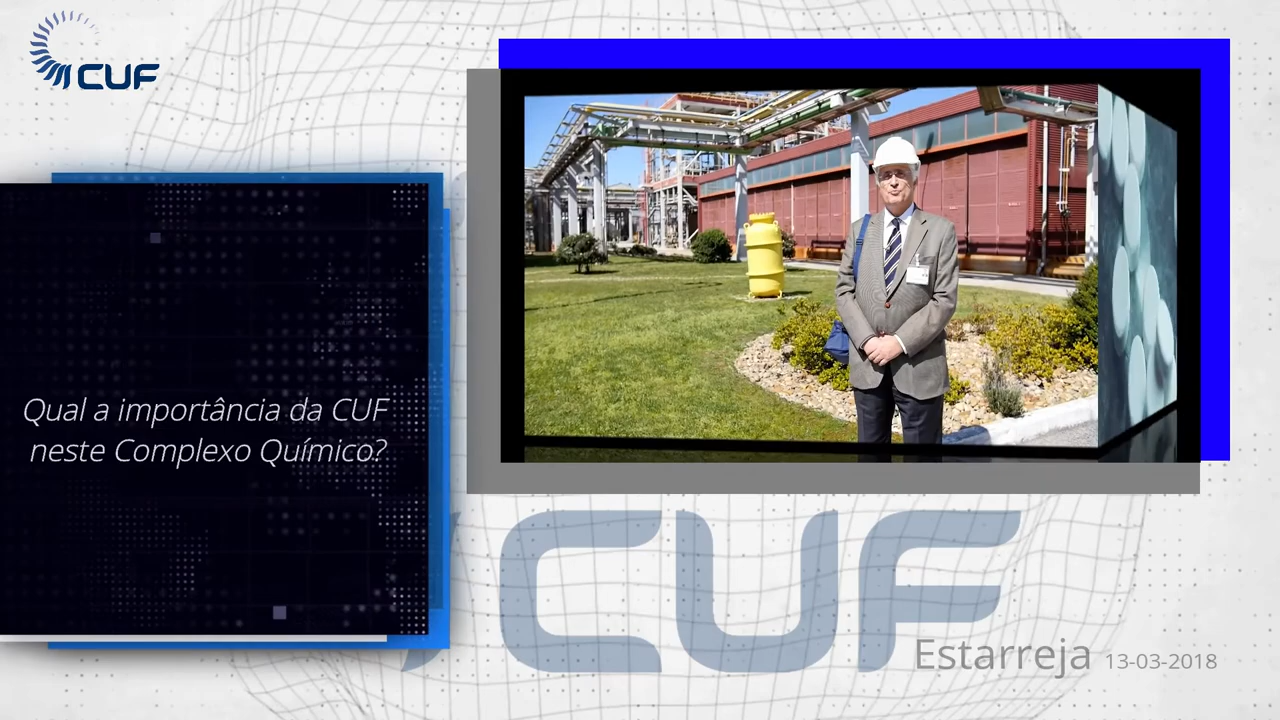 CUF
Qual a importância da CUF
neste Complexo Químico?
CUF
Estarreja 13-03-2018